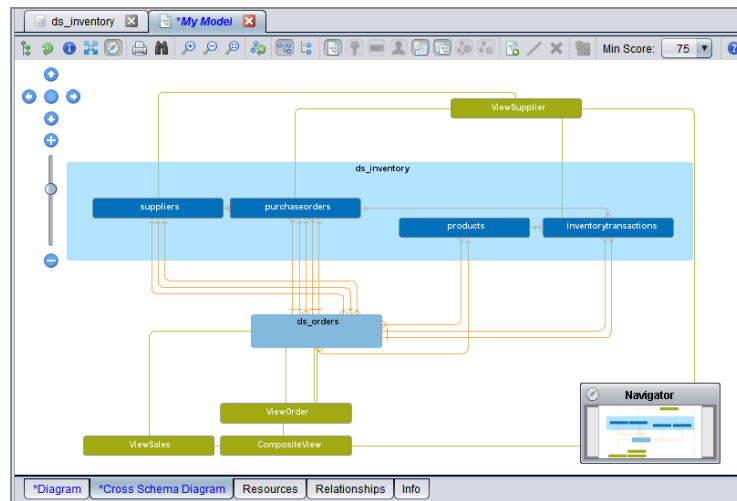 ds_inventory
*My Model
Min Score: 75
ViewSupplier
ds_inventory
suppliers
purchaseorders
products
inventorytransactions
ds_orders
ViewOrder
ViewSales
CompositeView
Navigator
*Diagram
*Cross Schema Diagram
Resources
Relationships
Info